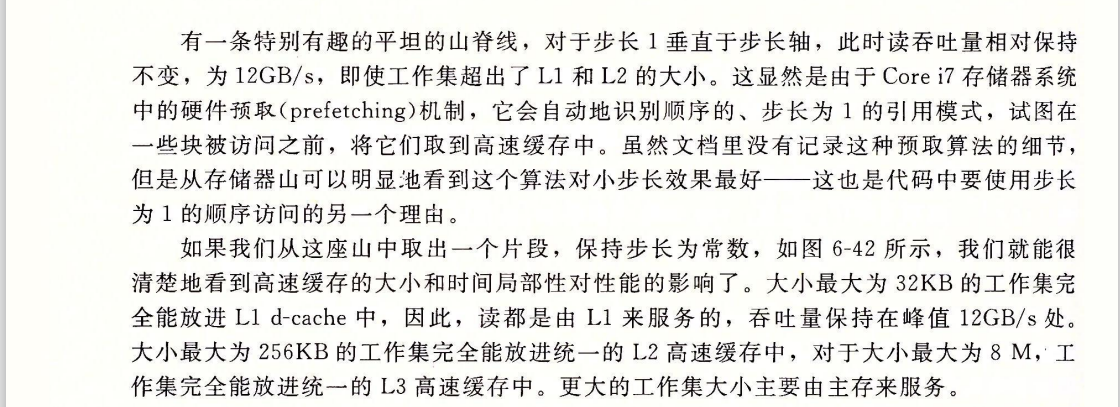 有一条特别有趣的平坦的山脊线，对于步长 1 垂直于步长轴，此时读吞吐量相对保持
不变，为 12GB/s，即使工作集超出了 L1 和 L2 的大小。这显然是由于 Core i7 存储器系统
中的硬件预取(prefetching)机制，它会自动地识别顺序的、步长为 1 的引用模式，试图在
一些块被访问之前，将它们取到高速缓存中。虽然文档里没有记录这种预取算法的细节，
但是从存储器山可以明显地看到这个算法对小步长效果最好——这也是代码中要使用步长
为 1 的顺序访问的另一个理由。
如果我们从这座山中取出一个片段，保持步长为常数，如图 6-42 所示，我们就能很
清楚地看到高速缓存的大小和时间局部性对性能的影响了。大小最大为 32KB 的工作集完
全能放进 L1 d-cache 中，因此，读都是由 L1 来服务的，吞吐量保持在峰值 12GB/s 处。
大小最大为 256KB 的工作集完全能放进统一的 L2 高速缓存中，对于大小最大为 8 M，工
作集完全能放进统一的 L3 高速缓存中。更大的工作集大小主要由主存来服务。